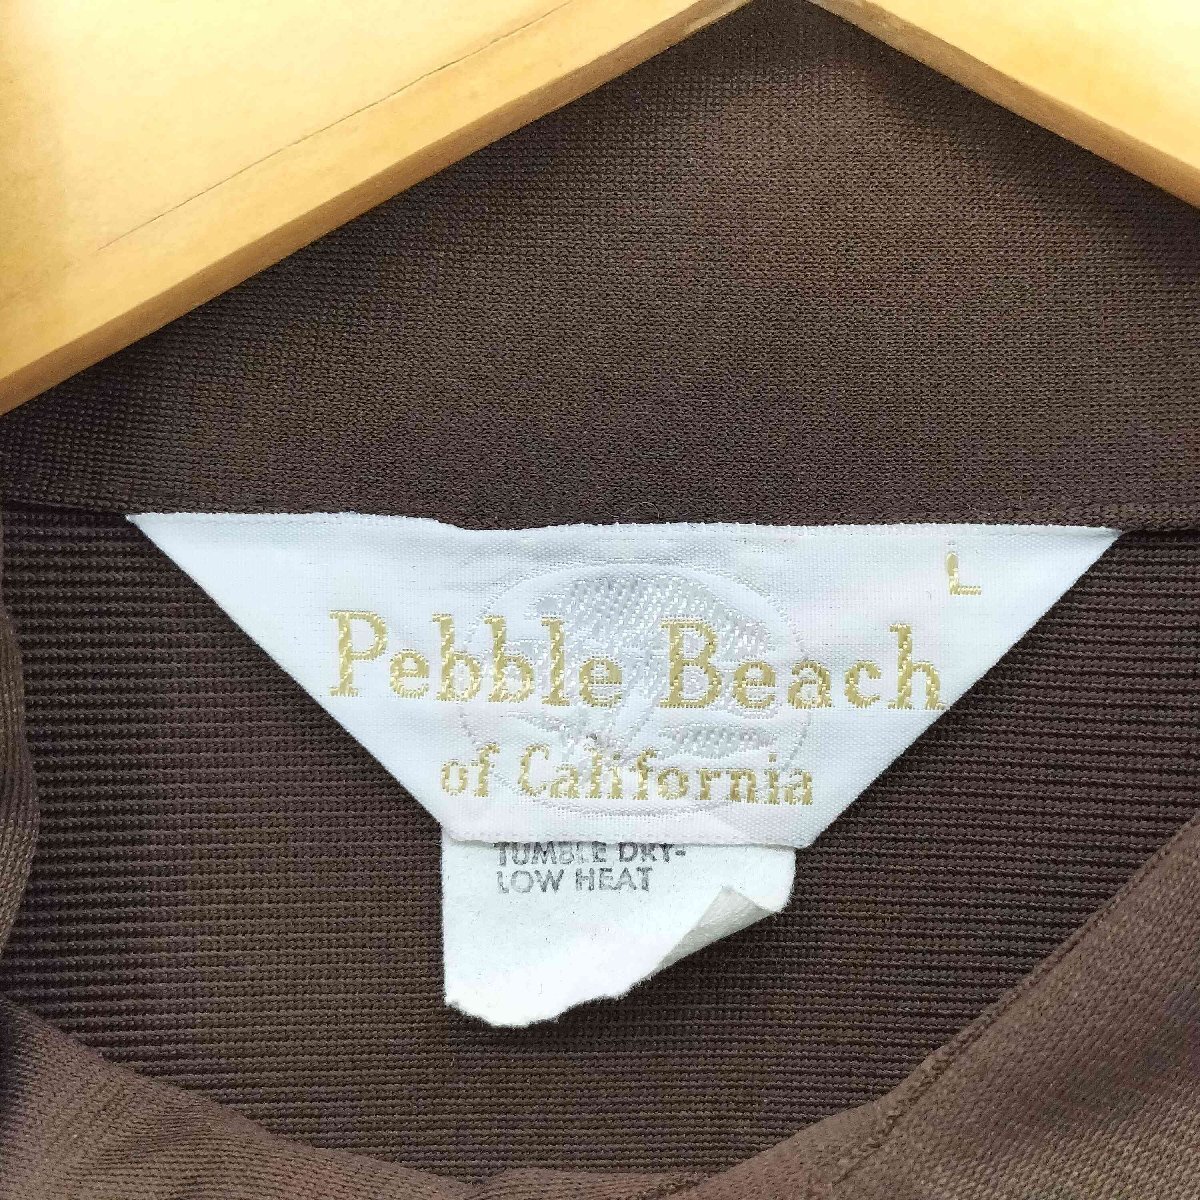 L
Pebble Beach
of California
TUMBLE DRY-
LOW HEAT